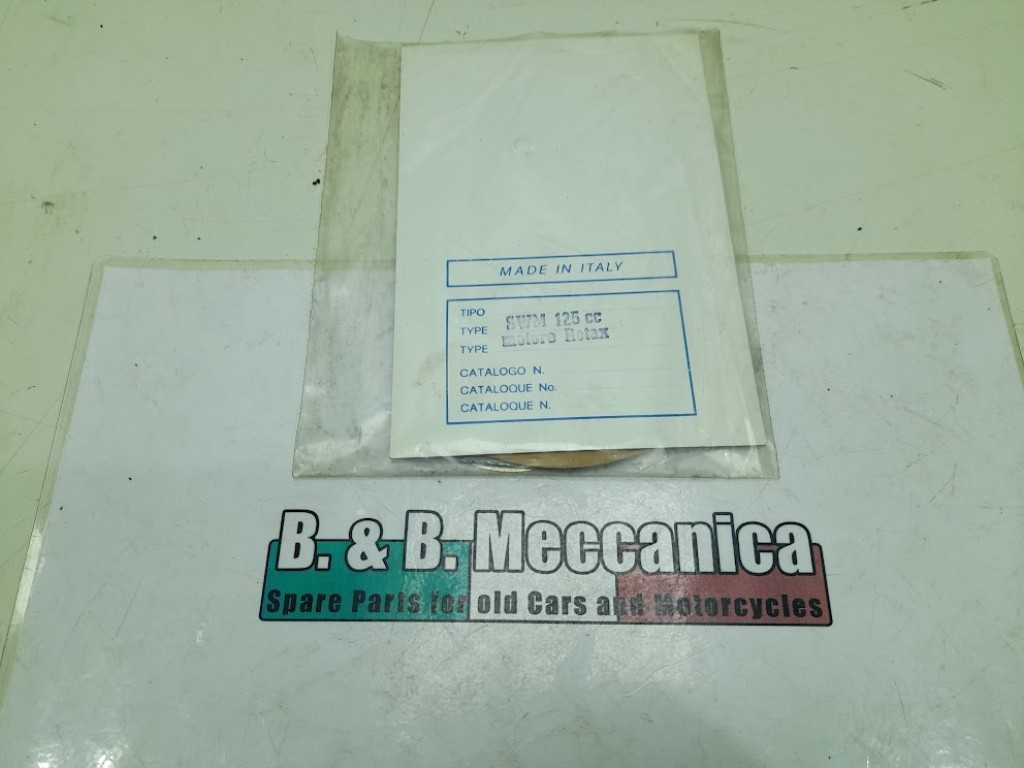 MADE IN ITALY
TIPO
TYPE
TYPE
SWM 125 cc
motore Rotax
CATALOGO N.
CATALOQUE No.
CATALOQUE N.
B. & B. Meccanica
Spare Parts for old Cars and Motorcycles